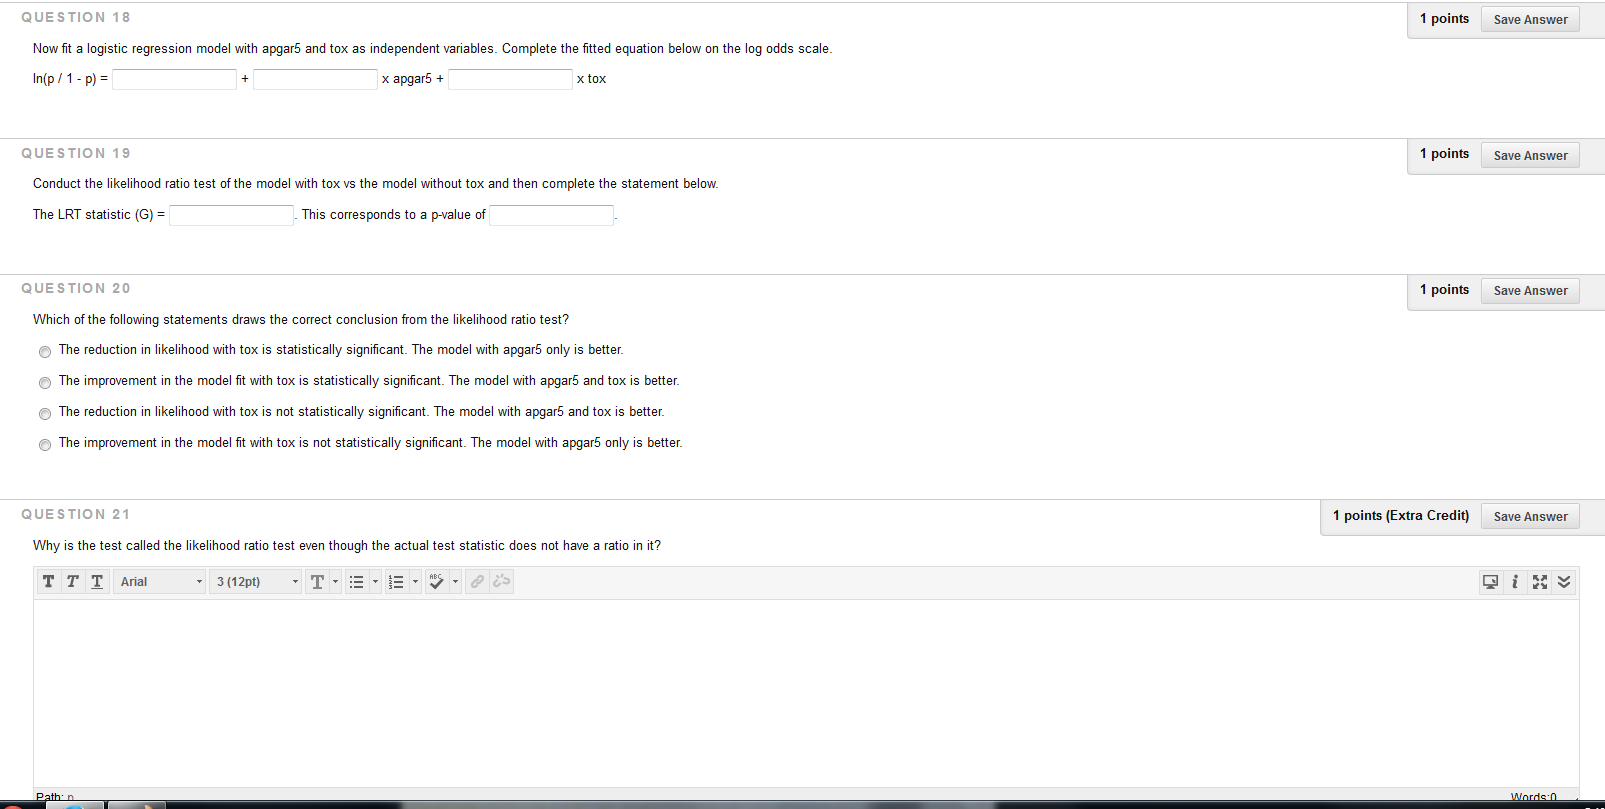 QUESTION 18
1 points
Save Answer
Now fit a logistic regression model with apgar5 and tox as independent variables. Complete the fitted equation below on the log odds scale.
ln(p / 1 - p) = + x apgar5 + x tox
QUESTION 19
1 points
Save Answer
Conduct the likelihood ratio test of the model with tox vs the model without tox and then complete the statement below.
The LRT statistic (G) = . This corresponds to a p-value of .
QUESTION 20
1 points
Save Answer
Which of the following statements draws the correct conclusion from the likelihood ratio test?
The reduction in likelihood with tox is statistically significant. The model with apgar5 only is better.
The improvement in the model fit with tox is statistically significant. The model with apgar5 and tox is better.
The reduction in likelihood with tox is not statistically significant. The model with apgar5 and tox is better.
The improvement in the model fit with tox is not statistically significant. The model with apgar5 only is better.
QUESTION 21
1 points (Extra Credit)
Save Answer
Why is the test called the likelihood ratio test even though the actual test statistic does not have a ratio in it?
T T T Arial 3 (12pt) T ABC i
Path: p
Words:0